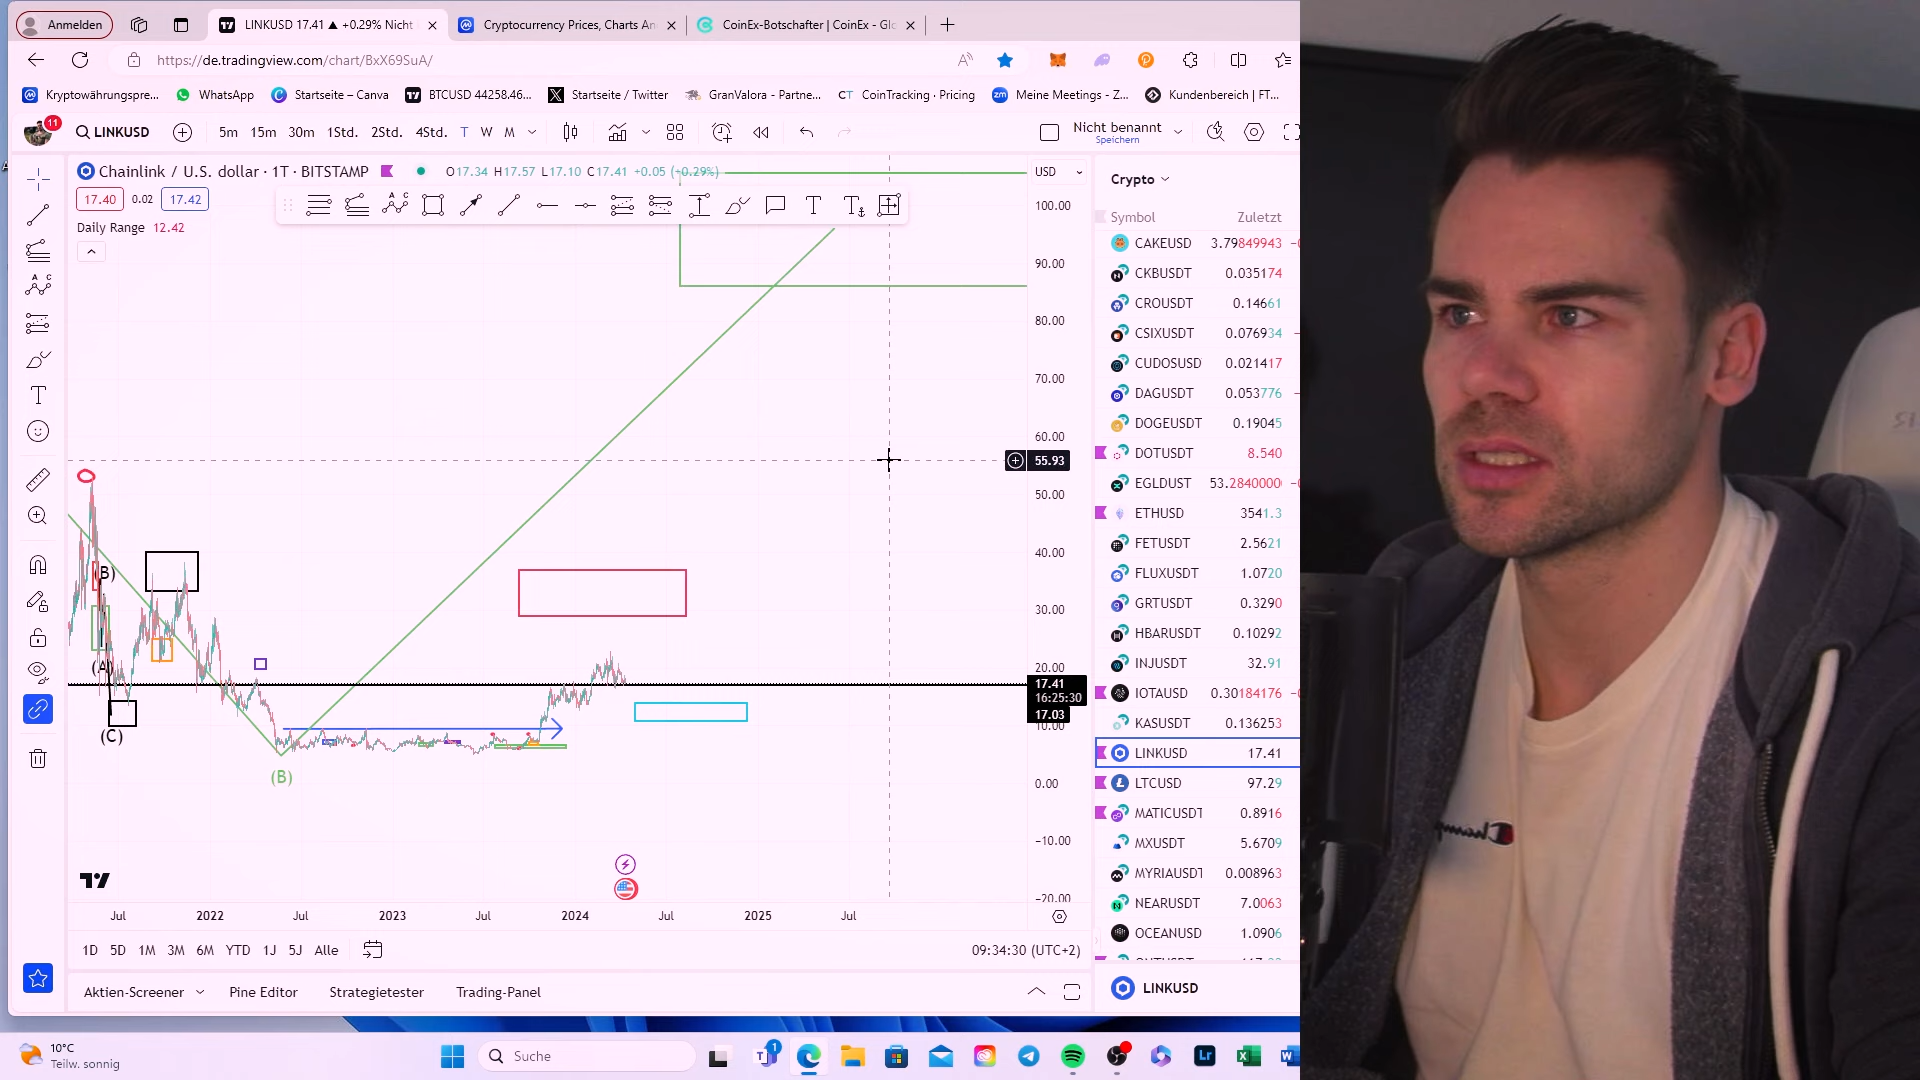 Anmelden
LINKUSD 17.41 ▲ +0.29% Nicht
Cryptocurrency Prices, Charts An
CoinEx-Botschafter | CoinEx - Glo
https://de.tradingview.com/chart/BxX69SuA/
Kryptowährungspre...
WhatsApp
Startseite – Canva
BTCUSD 44258.46...
Startseite / Twitter
GranValora - Partne...
CT CoinTracking · Pricing
Meine Meetings - Z...
Kundenbereich | FT...
11
LINKUSD
5m 15m 30m 1Std. 2Std. 4Std. T W M
Nicht benannt
Speichern
Chainlink / U.S. dollar · 1T · BITSTAMP
O17.34 H17.57 L17.10 C17.41 +0.05 (+0.29%)
17.40 0.02 17.42
Daily Range 12.42
USD
100.00
90.00
80.00
70.00
60.00
55.93
50.00
40.00
30.00
20.00
17.41
16:25:30
17.03
10.00
0.00
−10.00
−20.00
(B)
(A)
(C)
(B)
Jul 2022 Jul 2023 Jul 2024 Jul 2025 Jul
1D 5D 1M 3M 6M YTD 1J 5J Alle
09:34:30 (UTC+2)
Aktien-Screener
Pine Editor
Strategietester
Trading-Panel
Crypto
Symbol Zuletzt
CAKEUSD 3.79849943
CKBUSDT 0.035174
CROUSDT 0.14661
CSIXUSDT 0.076934
CUDOSUSD 0.021417
DAGUSDT 0.053776
DOGEUSDT 0.19045
DOTUSDT 8.540
EGLDUST 53.2840000
ETHUSD 3541.3
FETUSDT 2.5621
FLUXUSDT 1.0720
GRTUSDT 0.3290
HBARUSDT 0.10292
INJUSDT 32.91
IOTAUSD 0.30184176
KASUSDT 0.136253
LINKUSD 17.41
LTCUSD 97.29
MATICUSDT 0.8916
MXUSDT 5.6709
MYRIAUSDT 0.008963
NEARUSDT 7.0063
OCEANUSD 1.0906
LINKUSD
10°C
Teilw. sonnig
Suche
1